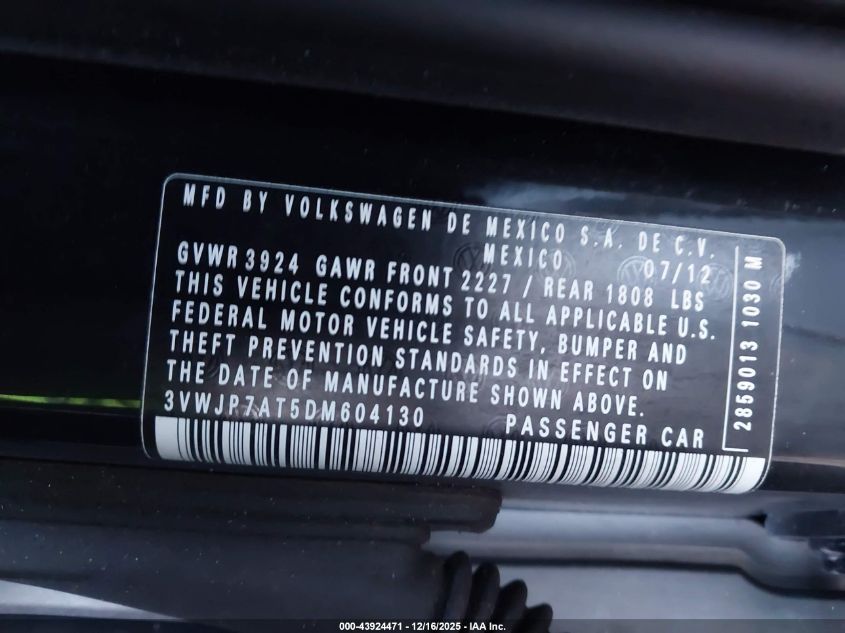 MFD BY VOLKSWAGEN DE MEXICO S.A. DE C.V.
MEXICO 07/12
GVWR 3924 GAWR FRONT 2227 / REAR 1808 LBS
THIS VEHICLE CONFORMS TO ALL APPLICABLE U.S.
FEDERAL MOTOR VEHICLE SAFETY, BUMPER AND
THEFT PREVENTION STANDARDS IN EFFECT ON
THE DATE OF MANUFACTURE SHOWN ABOVE.
3VWJP7AT5DM604130 PASSENGER CAR
2859013 1030 M
000-43924471 - 12/16/2025 - IAA Inc.